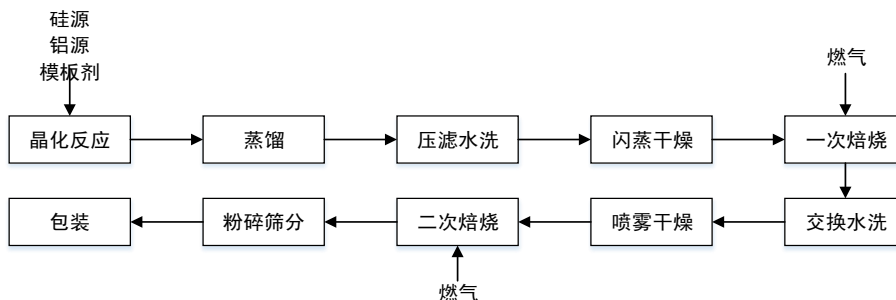 硅源
铝源
模板剂
燃气
晶化反应
蒸馏
压滤水洗
闪蒸干燥
一次焙烧
包装
粉碎筛分
二次焙烧
喷雾干燥
交换水洗
燃气